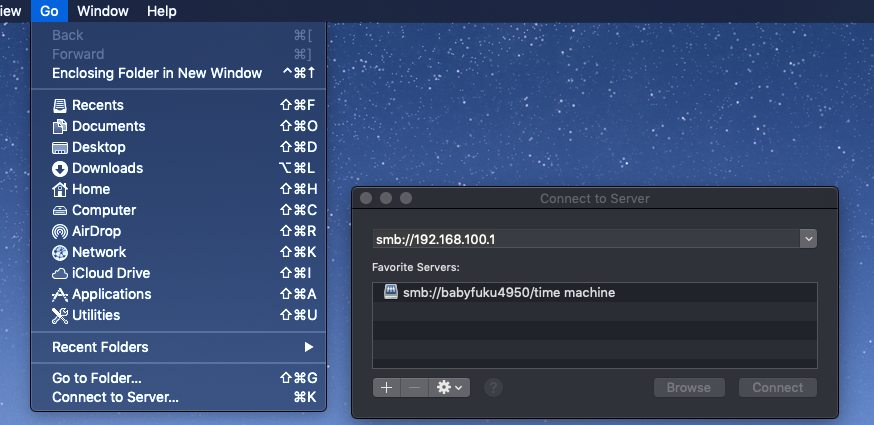 iew Go Window Help
Back ⌘[
Forward ⌘]
Enclosing Folder in New Window ^⌘↑
Recents ⇧⌘F
Documents ⇧⌘O
Desktop ⇧⌘D
Downloads ⌥⌘L
Home ⇧⌘H
Computer ⇧⌘C
AirDrop ⇧⌘R
Network ⇧⌘K
iCloud Drive ⇧⌘I
Applications ⇧⌘A
Utilities ⇧⌘U
Recent Folders
Go to Folder... ⇧⌘G
Connect to Server... ⌘K
Connect to Server
smb://192.168.100.1
Favorite Servers:
smb://babyfuku4950/time machine
+ − ?
Browse Connect